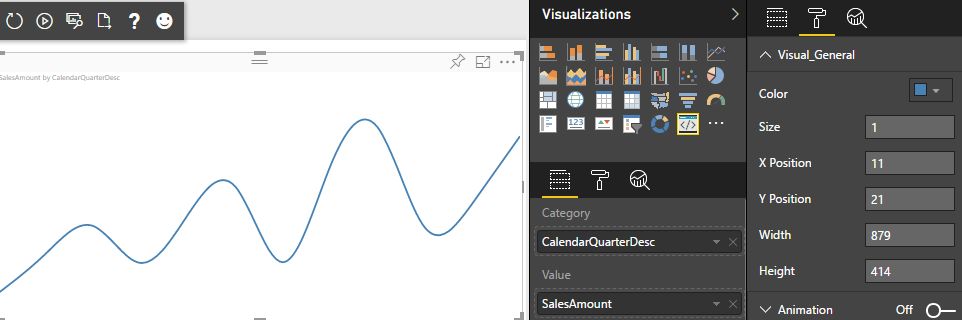 SalesAmount by CalendarQuarterDesc
Visualizations
123
Category
CalendarQuarterDesc
Value
SalesAmount
Visual_General
Color
Size
1
X Position
11
Y Position
21
Width
879
Height
414
Animation
Off